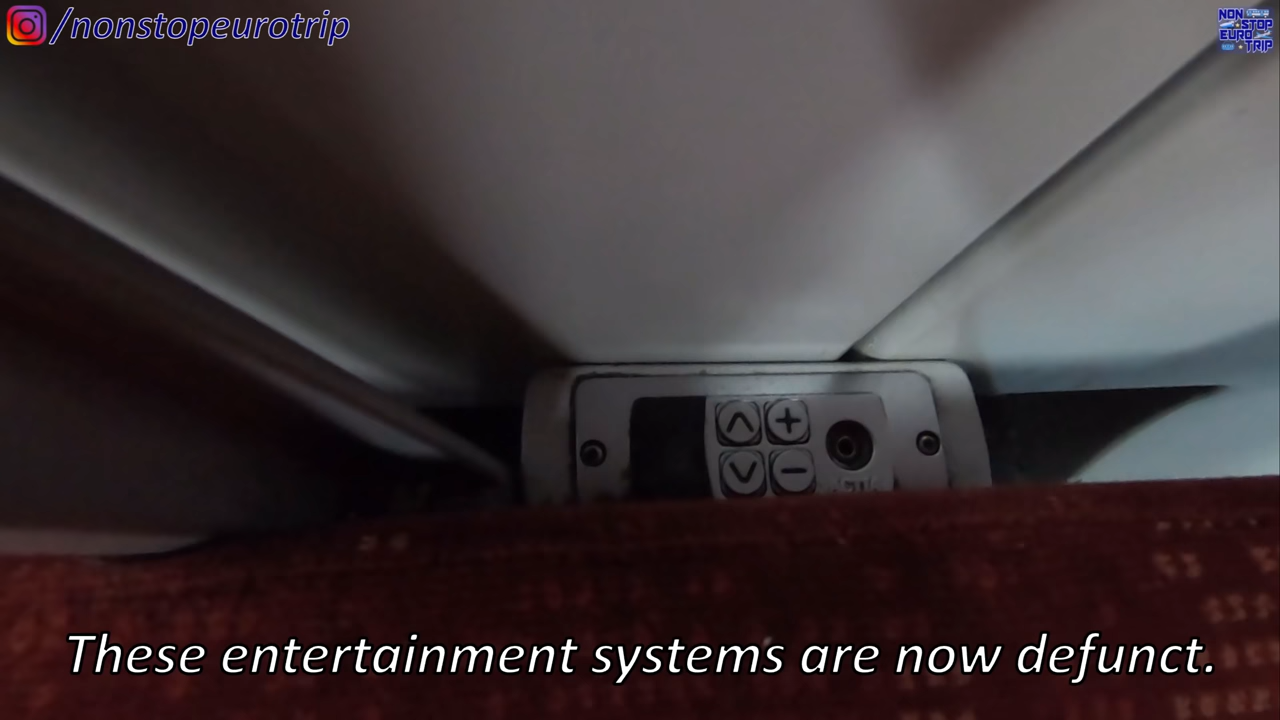 /nonstopeurotrip
NON
STOP
EURO
TRIP
These entertainment systems are now defunct.